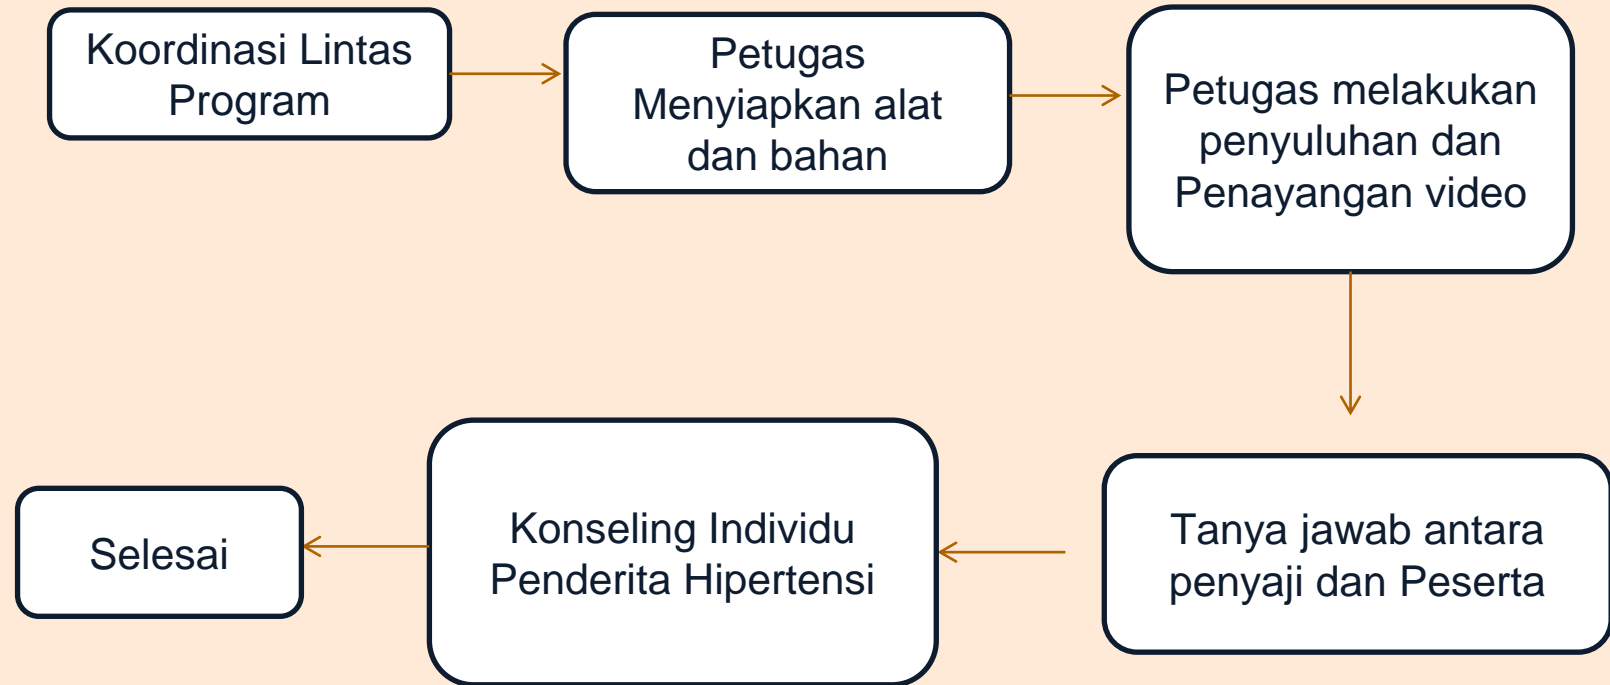 Koordinasi Lintas
Program
Petugas
Menyiapkan alat
dan bahan
Petugas melakukan
penyuluhan dan
Penayangan video
Tanya jawab antara
penyaji dan Peserta
Konseling Individu
Penderita Hipertensi
Selesai